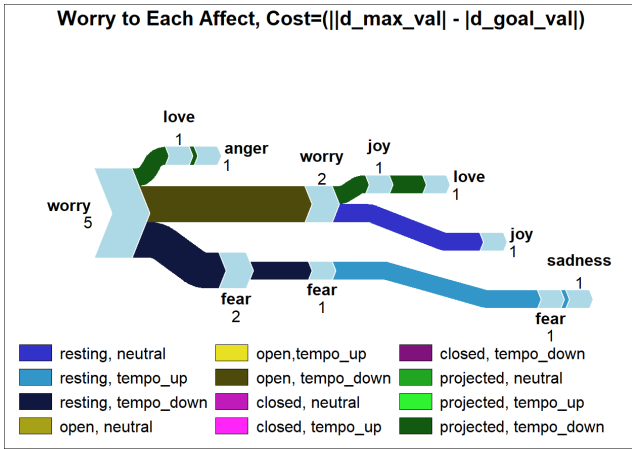 Worry to Each Affect, Cost=(||d_max_val| - |d_goal_val|)
love
1
anger
1
worry
5
worry
2
joy
1
love
1
joy
1
fear
2
fear
1
sadness
1
fear
1
resting, neutral
resting, tempo_up
resting, tempo_down
open, neutral
open,tempo_up
open, tempo_down
closed, neutral
closed, tempo_up
closed, tempo_down
projected, neutral
projected, tempo_up
projected, tempo_down